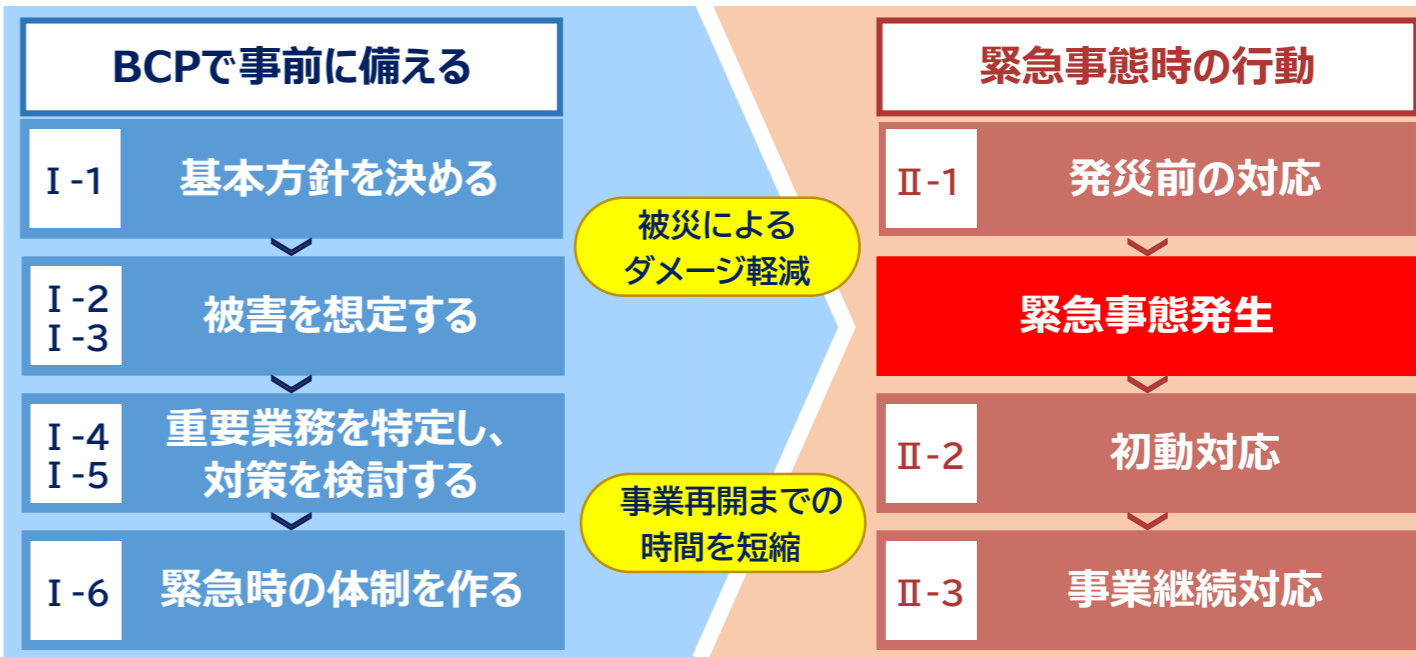 BCPで事前に備える
Ⅰ-1
基本方針を決める
Ⅰ-2
Ⅰ-3
被害を想定する
Ⅰ-4
Ⅰ-5
重要業務を特定し、
対策を検討する
Ⅰ-6
緊急時の体制を作る
被災による
ダメージ軽減
事業再開までの
時間を短縮
緊急事態時の行動
Ⅱ-1
発災前の対応
緊急事態発生
Ⅱ-2
初動対応
Ⅱ-3
事業継続対応